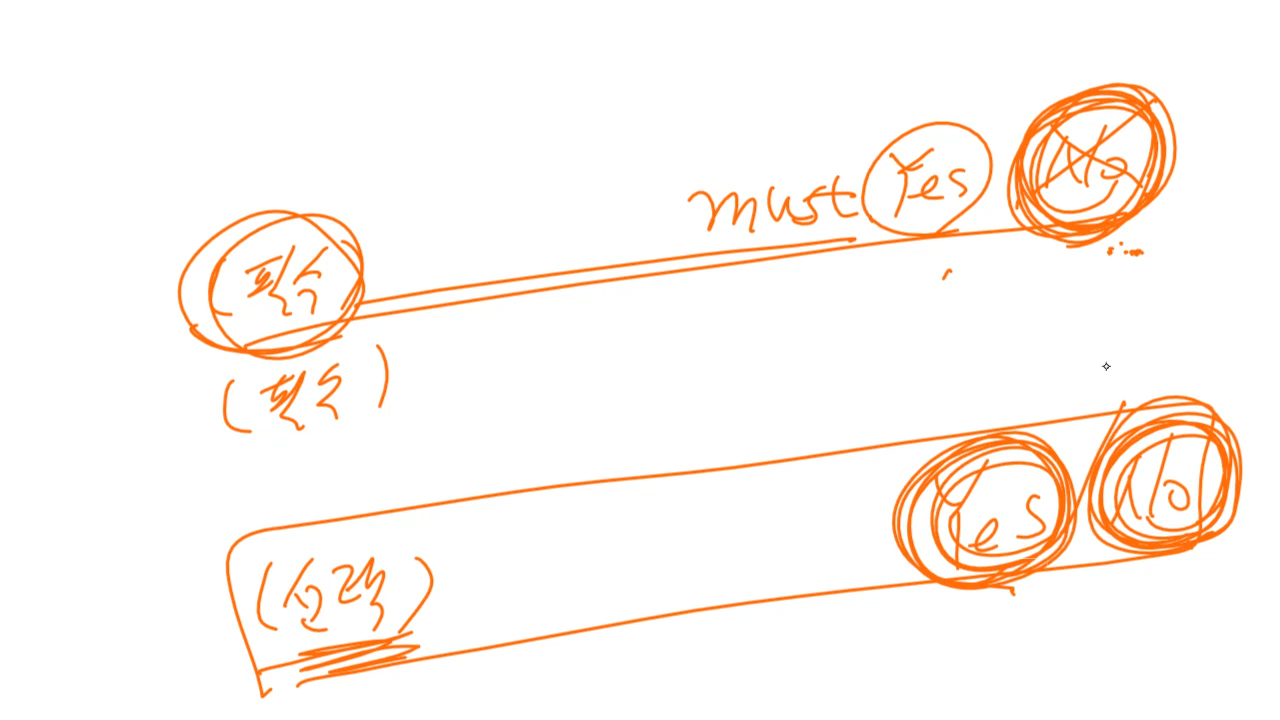 must Yes No
필수
(필수)
Yes No
(선택)